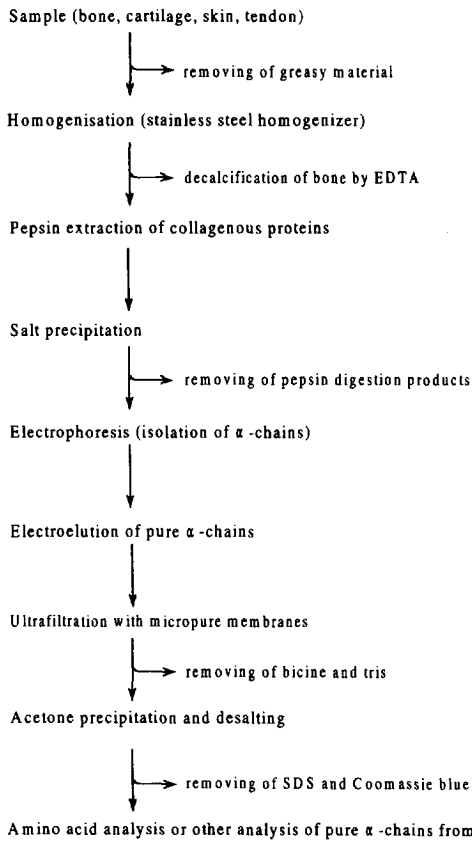 Sample (bone, cartilage, skin, tendon)
removing of greasy material
Homogenisation (stainless steel homogenizer)
decalcification of bone by EDTA
Pepsin extraction of collagenous proteins
Salt precipitation
removing of pepsin digestion products
Electrophoresis (isolation of α -chains)
Electroelution of pure α -chains
Ultrafiltration with micropure membranes
removing of bicine and tris
Acetone precipitation and desalting
removing of SDS and Coomassie blue
Amino acid analysis or other analysis of pure α -chains from